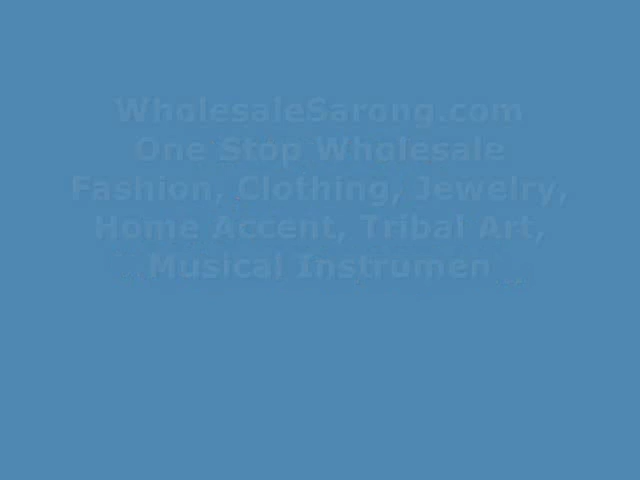 WholesaleSarong.com
One Stop Wholesale
Fashion, Clothing, Jewelry,
Home Accent, Tribal Art,
Musical Instrumen